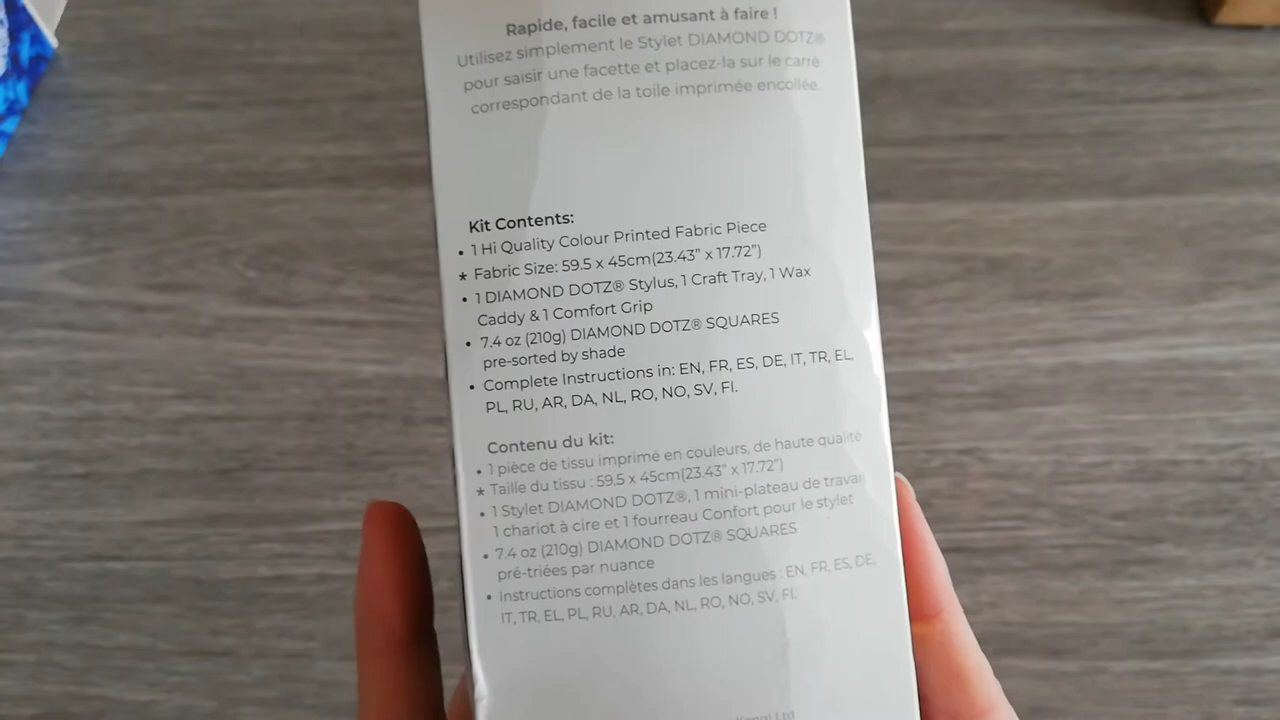 Rapide, facile et amusant à faire !
Utilisez simplement le Stylet DIAMOND DOTZ®
pour saisir une facette et placez-la sur le carré
correspondant de la toile imprimée encollée.
Kit Contents:
• 1 Hi Quality Colour Printed Fabric Piece
* Fabric Size: 59.5 x 45cm(23.43” x 17.72”)
• 1 DIAMOND DOTZ® Stylus, 1 Craft Tray, 1 Wax
Caddy & 1 Comfort Grip
• 7.4 oz (210g) DIAMOND DOTZ® SQUARES
pre-sorted by shade
• Complete Instructions in: EN, FR, ES, DE, IT, TR, EL,
PL, RU, AR, DA, NL, RO, NO, SV, FI.
Contenu du kit:
• 1 pièce de tissu imprimé en couleurs, de haute qualité
* Taille du tissu : 59.5 x 45cm(23.43” x 17.72”)
• 1 Stylet DIAMOND DOTZ®, 1 mini-plateau de travail
1 chariot à cire et 1 fourreau Confort pour le stylet
• 7.4 oz (210g) DIAMOND DOTZ® SQUARES
pré-triées par nuance
• Instructions complètes dans les langues : EN, FR, ES, DE,
IT, TR, EL, PL, RU, AR, DA, NL, RO, NO, SV, FI.
Ltd